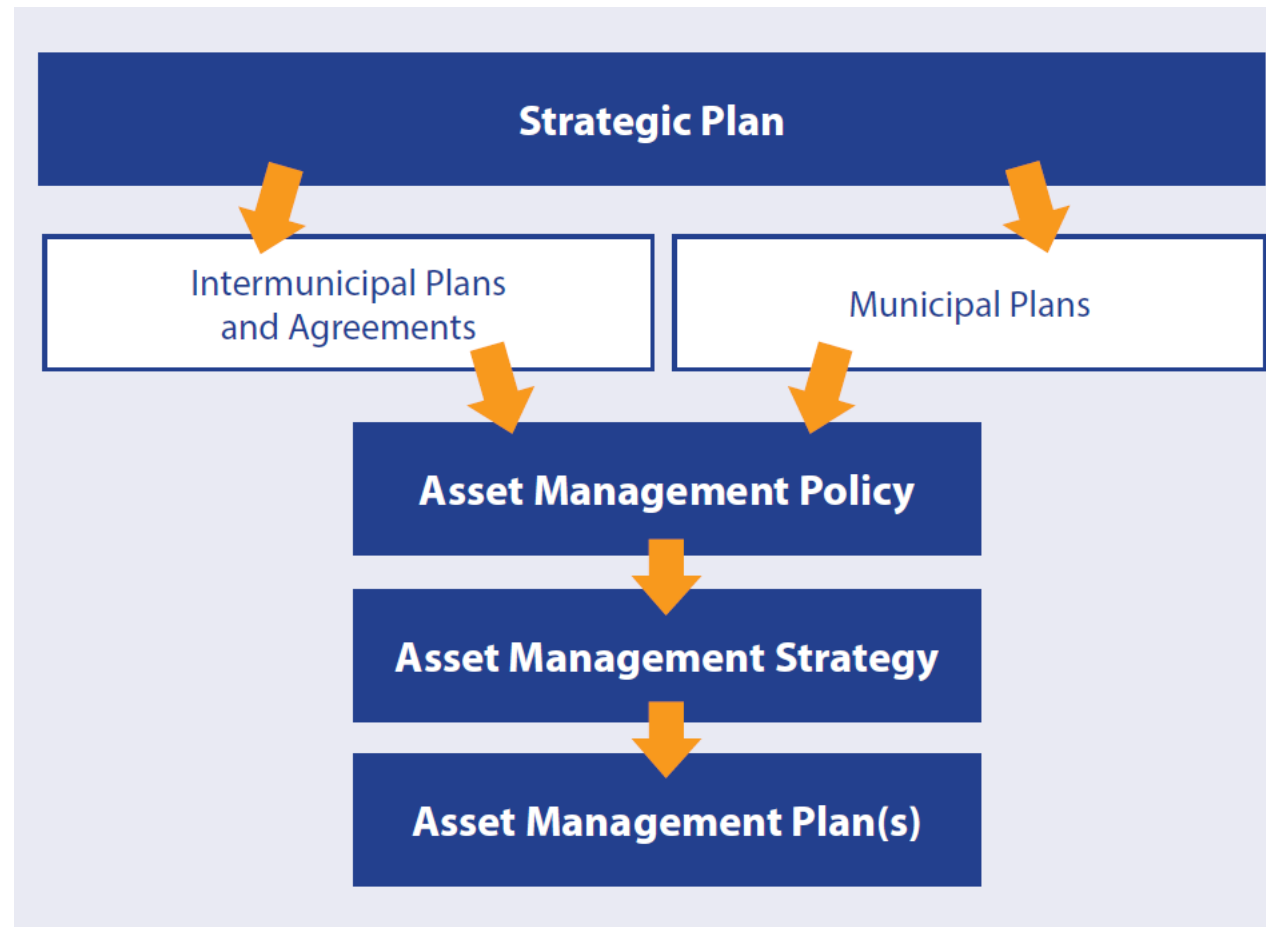 Strategic Plan
Intermunicipal Plans
and Agreements
Municipal Plans
Asset Management Policy
Asset Management Strategy
Asset Management Plan(s)